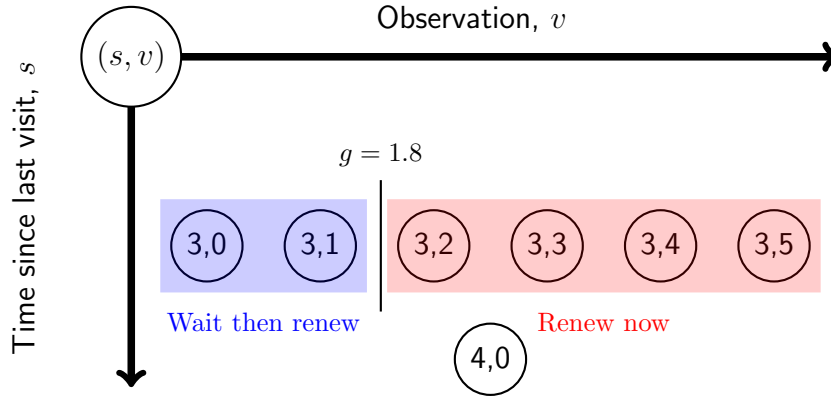 Observation, v
(s, v)
Time since last visit, s
g = 1.8
3,0 3,1 3,2 3,3 3,4 3,5
Wait then renew Renew now
4,0